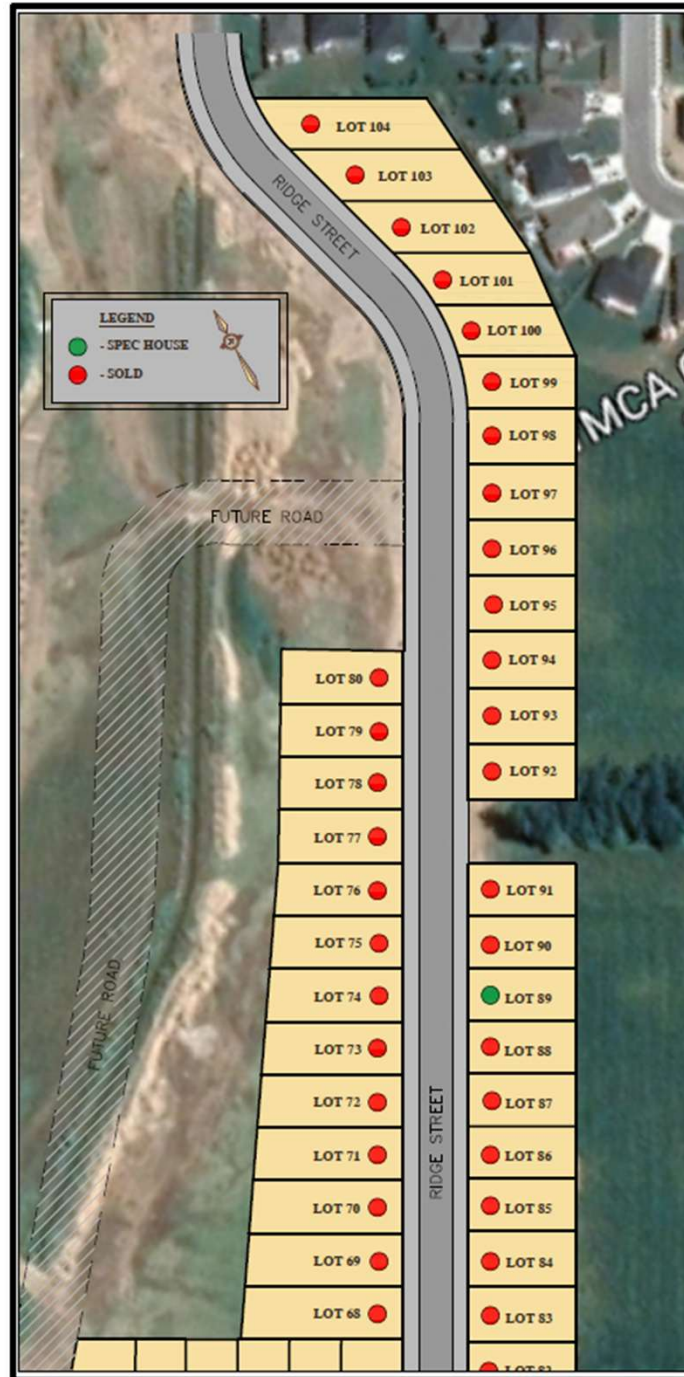 LOT 104
LOT 103
RIDGE STREET
LOT 102
LOT 101
LEGEND
- SPEC HOUSE
- SOLD
LOT 100
LOT 99
LOT 98
LOT 97
FUTURE ROAD
LOT 96
LOT 95
LOT 94
LOT 80
LOT 93
LOT 79
LOT 92
LOT 78
LOT 77
LOT 76
LOT 91
LOT 75
LOT 90
LOT 74
LOT 89
FUTURE ROAD
LOT 73
LOT 88
LOT 72
LOT 87
RIDGE STREET
LOT 71
LOT 86
LOT 70
LOT 85
LOT 69
LOT 84
LOT 68
LOT 83
LOT 82